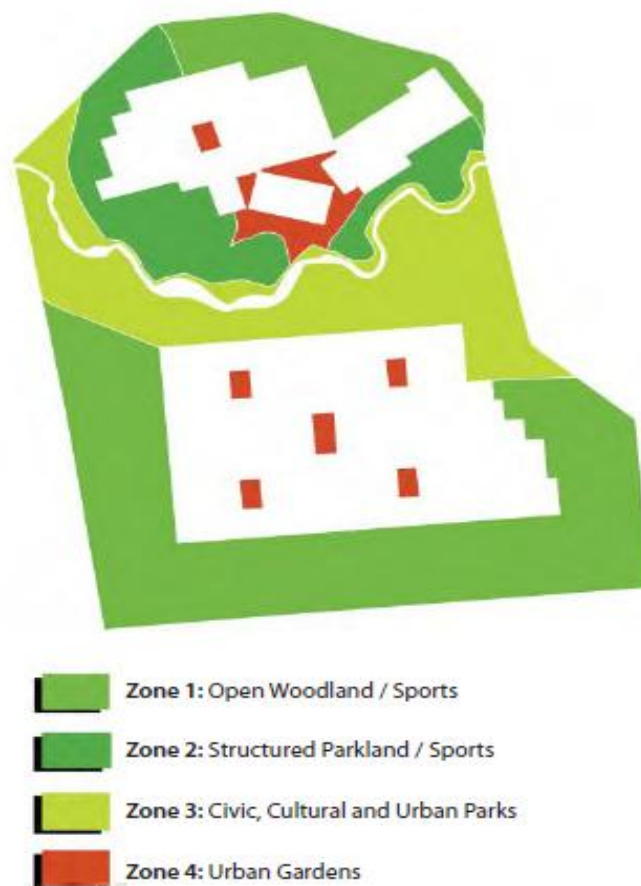 Zone 1: Open Woodland / Sports
Zone 2: Structured Parkland / Sports
Zone 3: Civic, Cultural and Urban Parks
Zone 4: Urban Gardens